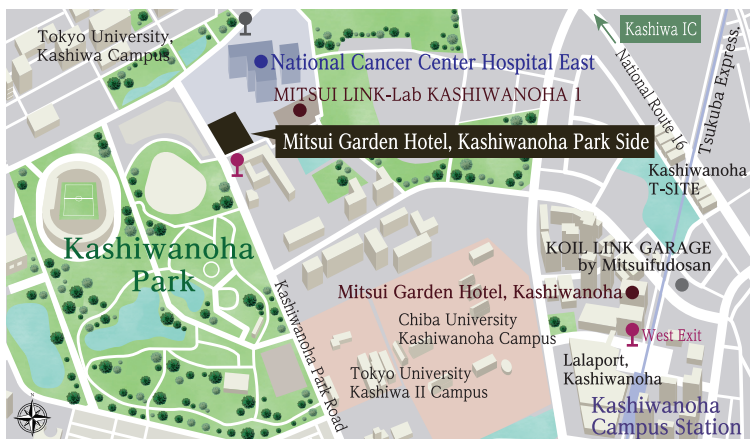 Tokyo University,
Kashiwa Campus
Kashiwa IC
National Route 16
Tsukuba Express,
National Cancer Center Hospital East
MITSUI LINK-Lab KASHIWANOHA 1
Mitsui Garden Hotel, Kashiwanoha Park Side
Kashiwanoha
T-SITE
Kashiwanoha
Park
KOIL LINK GARAGE
by Mitsuifudosan
Mitsui Garden Hotel, Kashiwanoha
Kashiwanoha Park Road
Chiba University
Kashiwanoha Campus
West Exit
Lalaport,
Kashiwanoha
Tokyo University
Kashiwa II Campus
Kashiwanoha
Campus Station